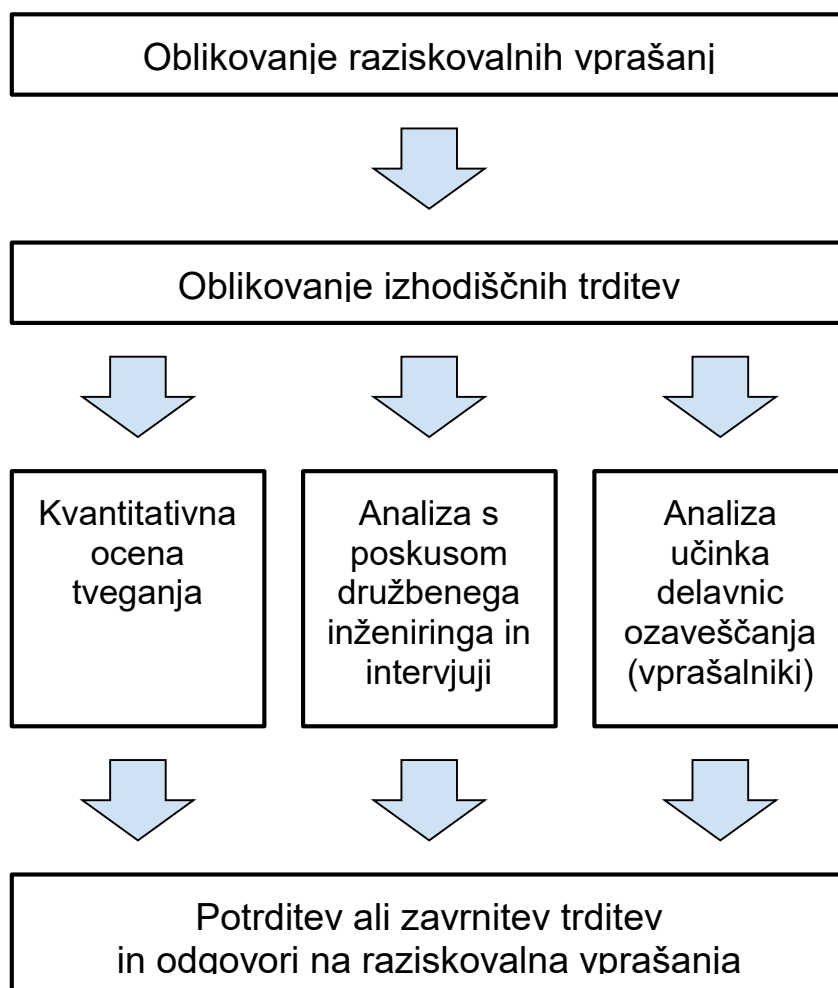 Oblikovanje raziskovalnih vprašanj
Oblikovanje izhodiščnih trditev
Kvantitativna
ocena
tveganja
Analiza s
poskusom
družbenega
inženiringa in
intervjuji
Analiza
učinka
delavnic
ozaveščanja
(vprašalniki)
Potrditev ali zavrnitev trditev
in odgovori na raziskovalna vprašanja